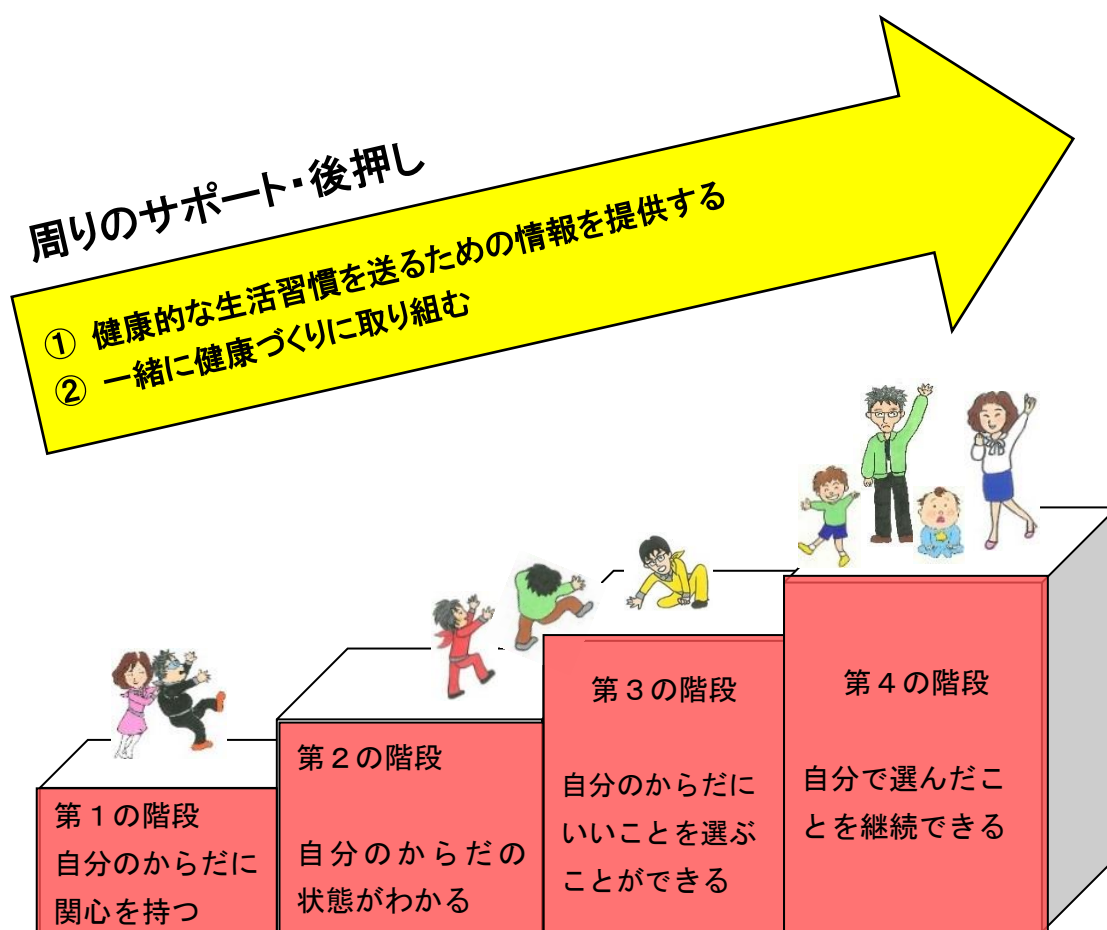 周りのサポート・後押し
① 健康的な生活習慣を送るための情報を提供する
② 一緒に健康づくりに取り組む
第１の階段
自分のからだに
関心を持つ
第２の階段
自分のからだの
状態がわかる
第３の階段
自分のからだに
いいことを選ぶ
ことができる
第４の階段
自分で選んだこ
とを継続できる